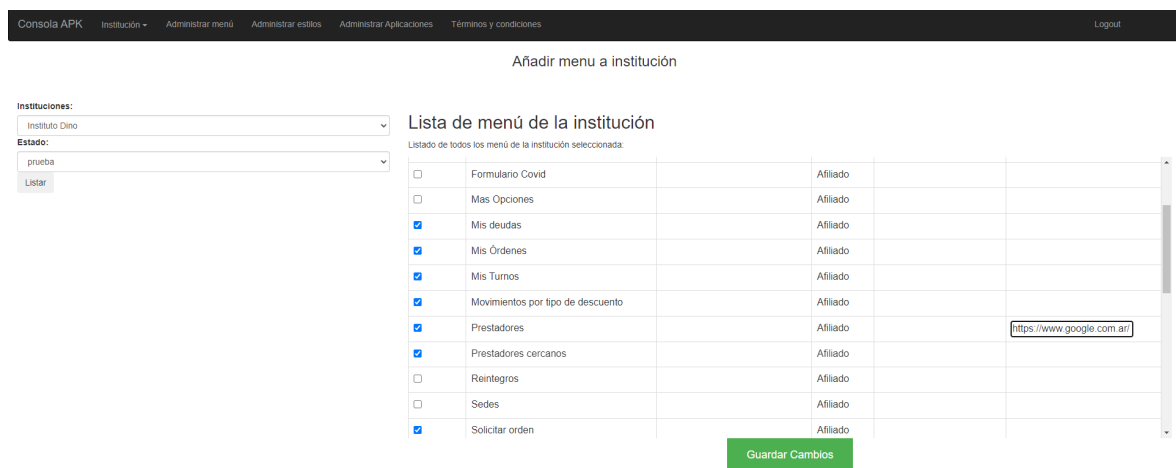 Consola APK Institución Administrar menú Administrar estilos Administrar Aplicaciones Términos y condiciones Logout
Añadir menu a institución
Instituciones:
Instituto Dino
Estado:
prueba
Listar
Lista de menú de la institución
Listado de todos los menú de la institución seleccionada:
Formulario Covid Afiliado
Mas Opciones Afiliado
Mis deudas Afiliado
Mis Órdenes Afiliado
Mis Turnos Afiliado
Movimientos por tipo de descuento Afiliado
Prestadores Afiliado https://www.google.com.ar/
Prestadores cercanos Afiliado
Reintegros Afiliado
Sedes Afiliado
Solicitar orden Afiliado
Guardar Cambios